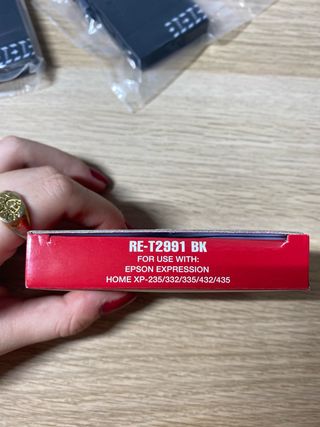 RE-T2991 BK
FOR USE WITH:
EPSON EXPRESSION
HOME XP-235/332/335/432/435